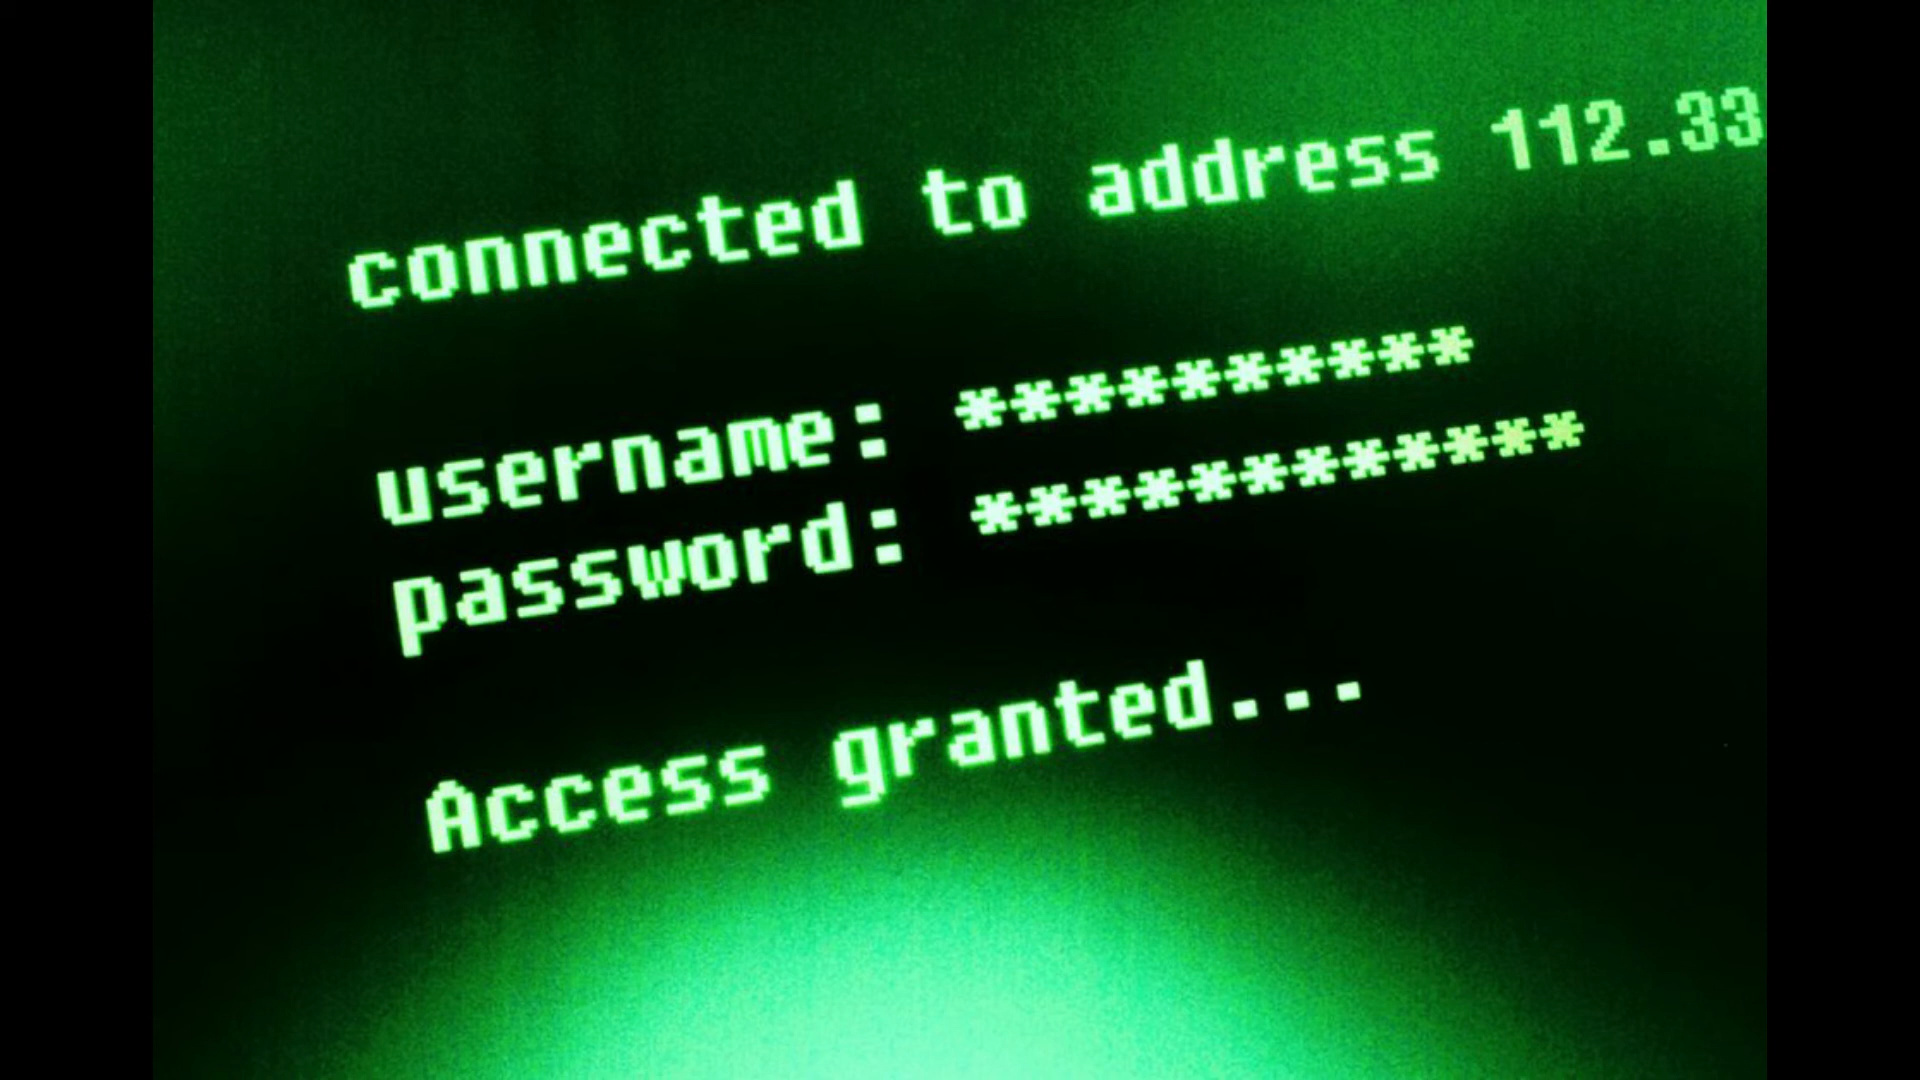 connected to address 112.33
username: **********
password: ************
Access granted...